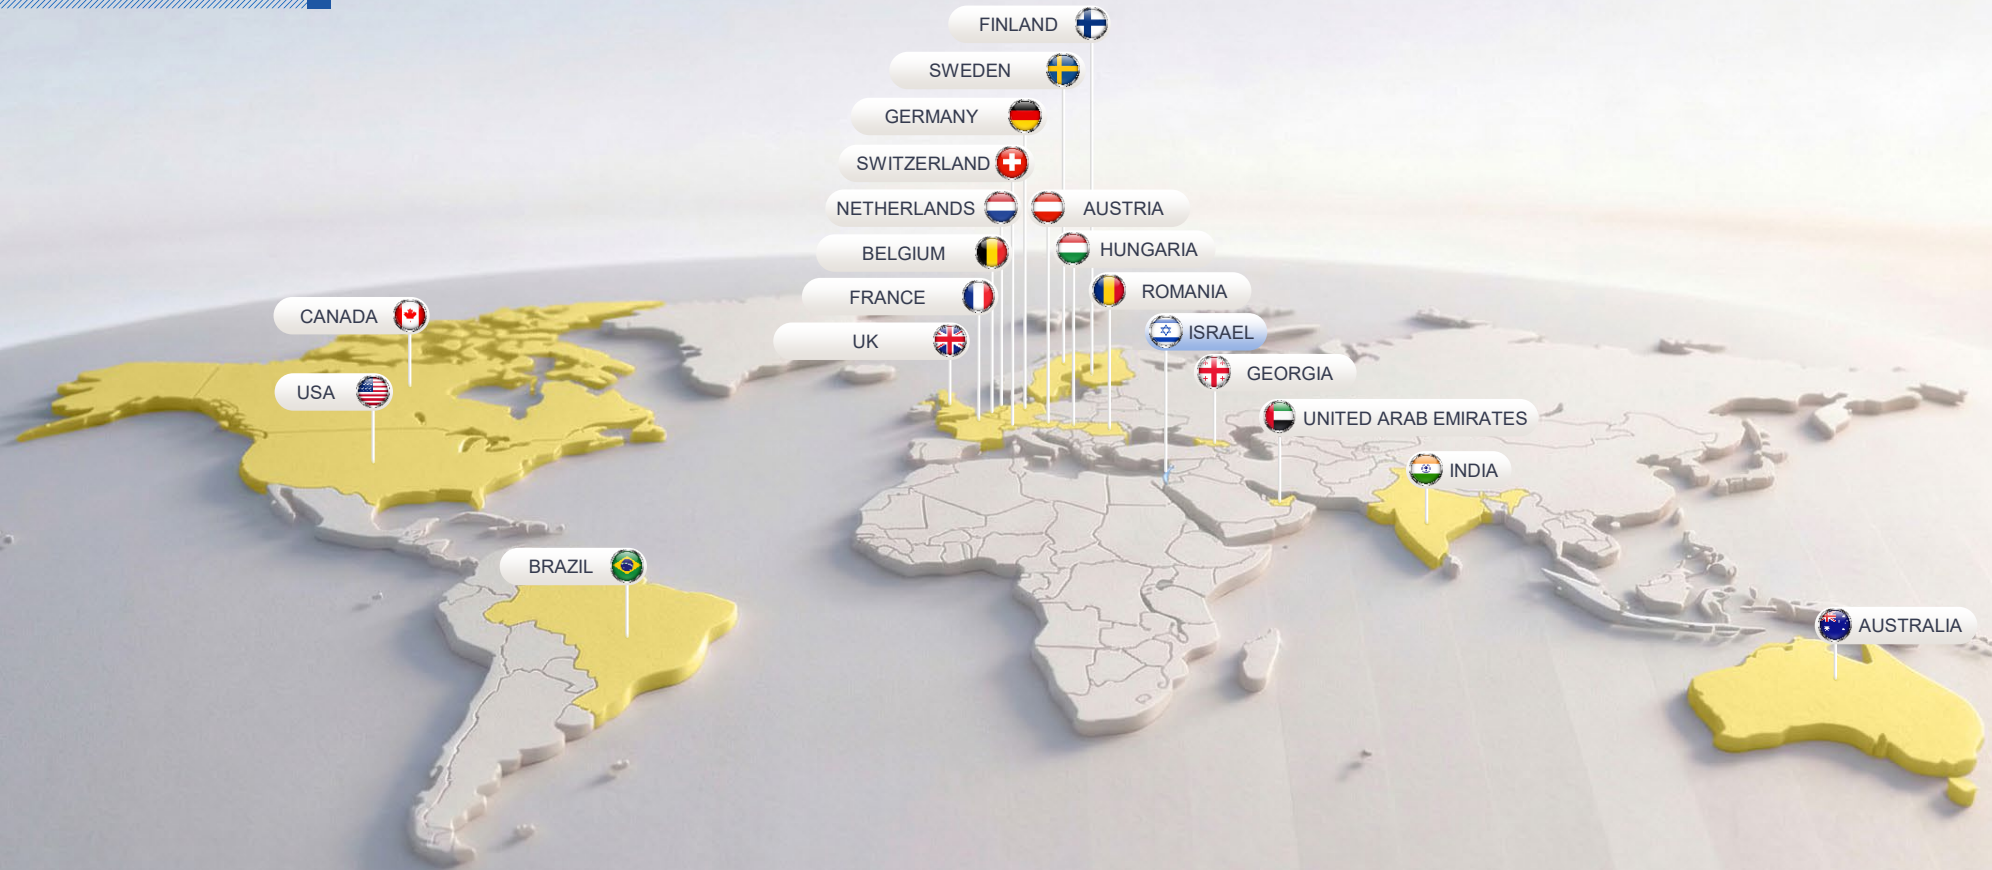 FINLAND
SWEDEN
GERMANY
SWITZERLAND
NETHERLANDS
AUSTRIA
BELGIUM
HUNGARIA
FRANCE
ROMANIA
CANADA
UK
ISRAEL
USA
GEORGIA
UNITED ARAB EMIRATES
INDIA
BRAZIL
AUSTRALIA